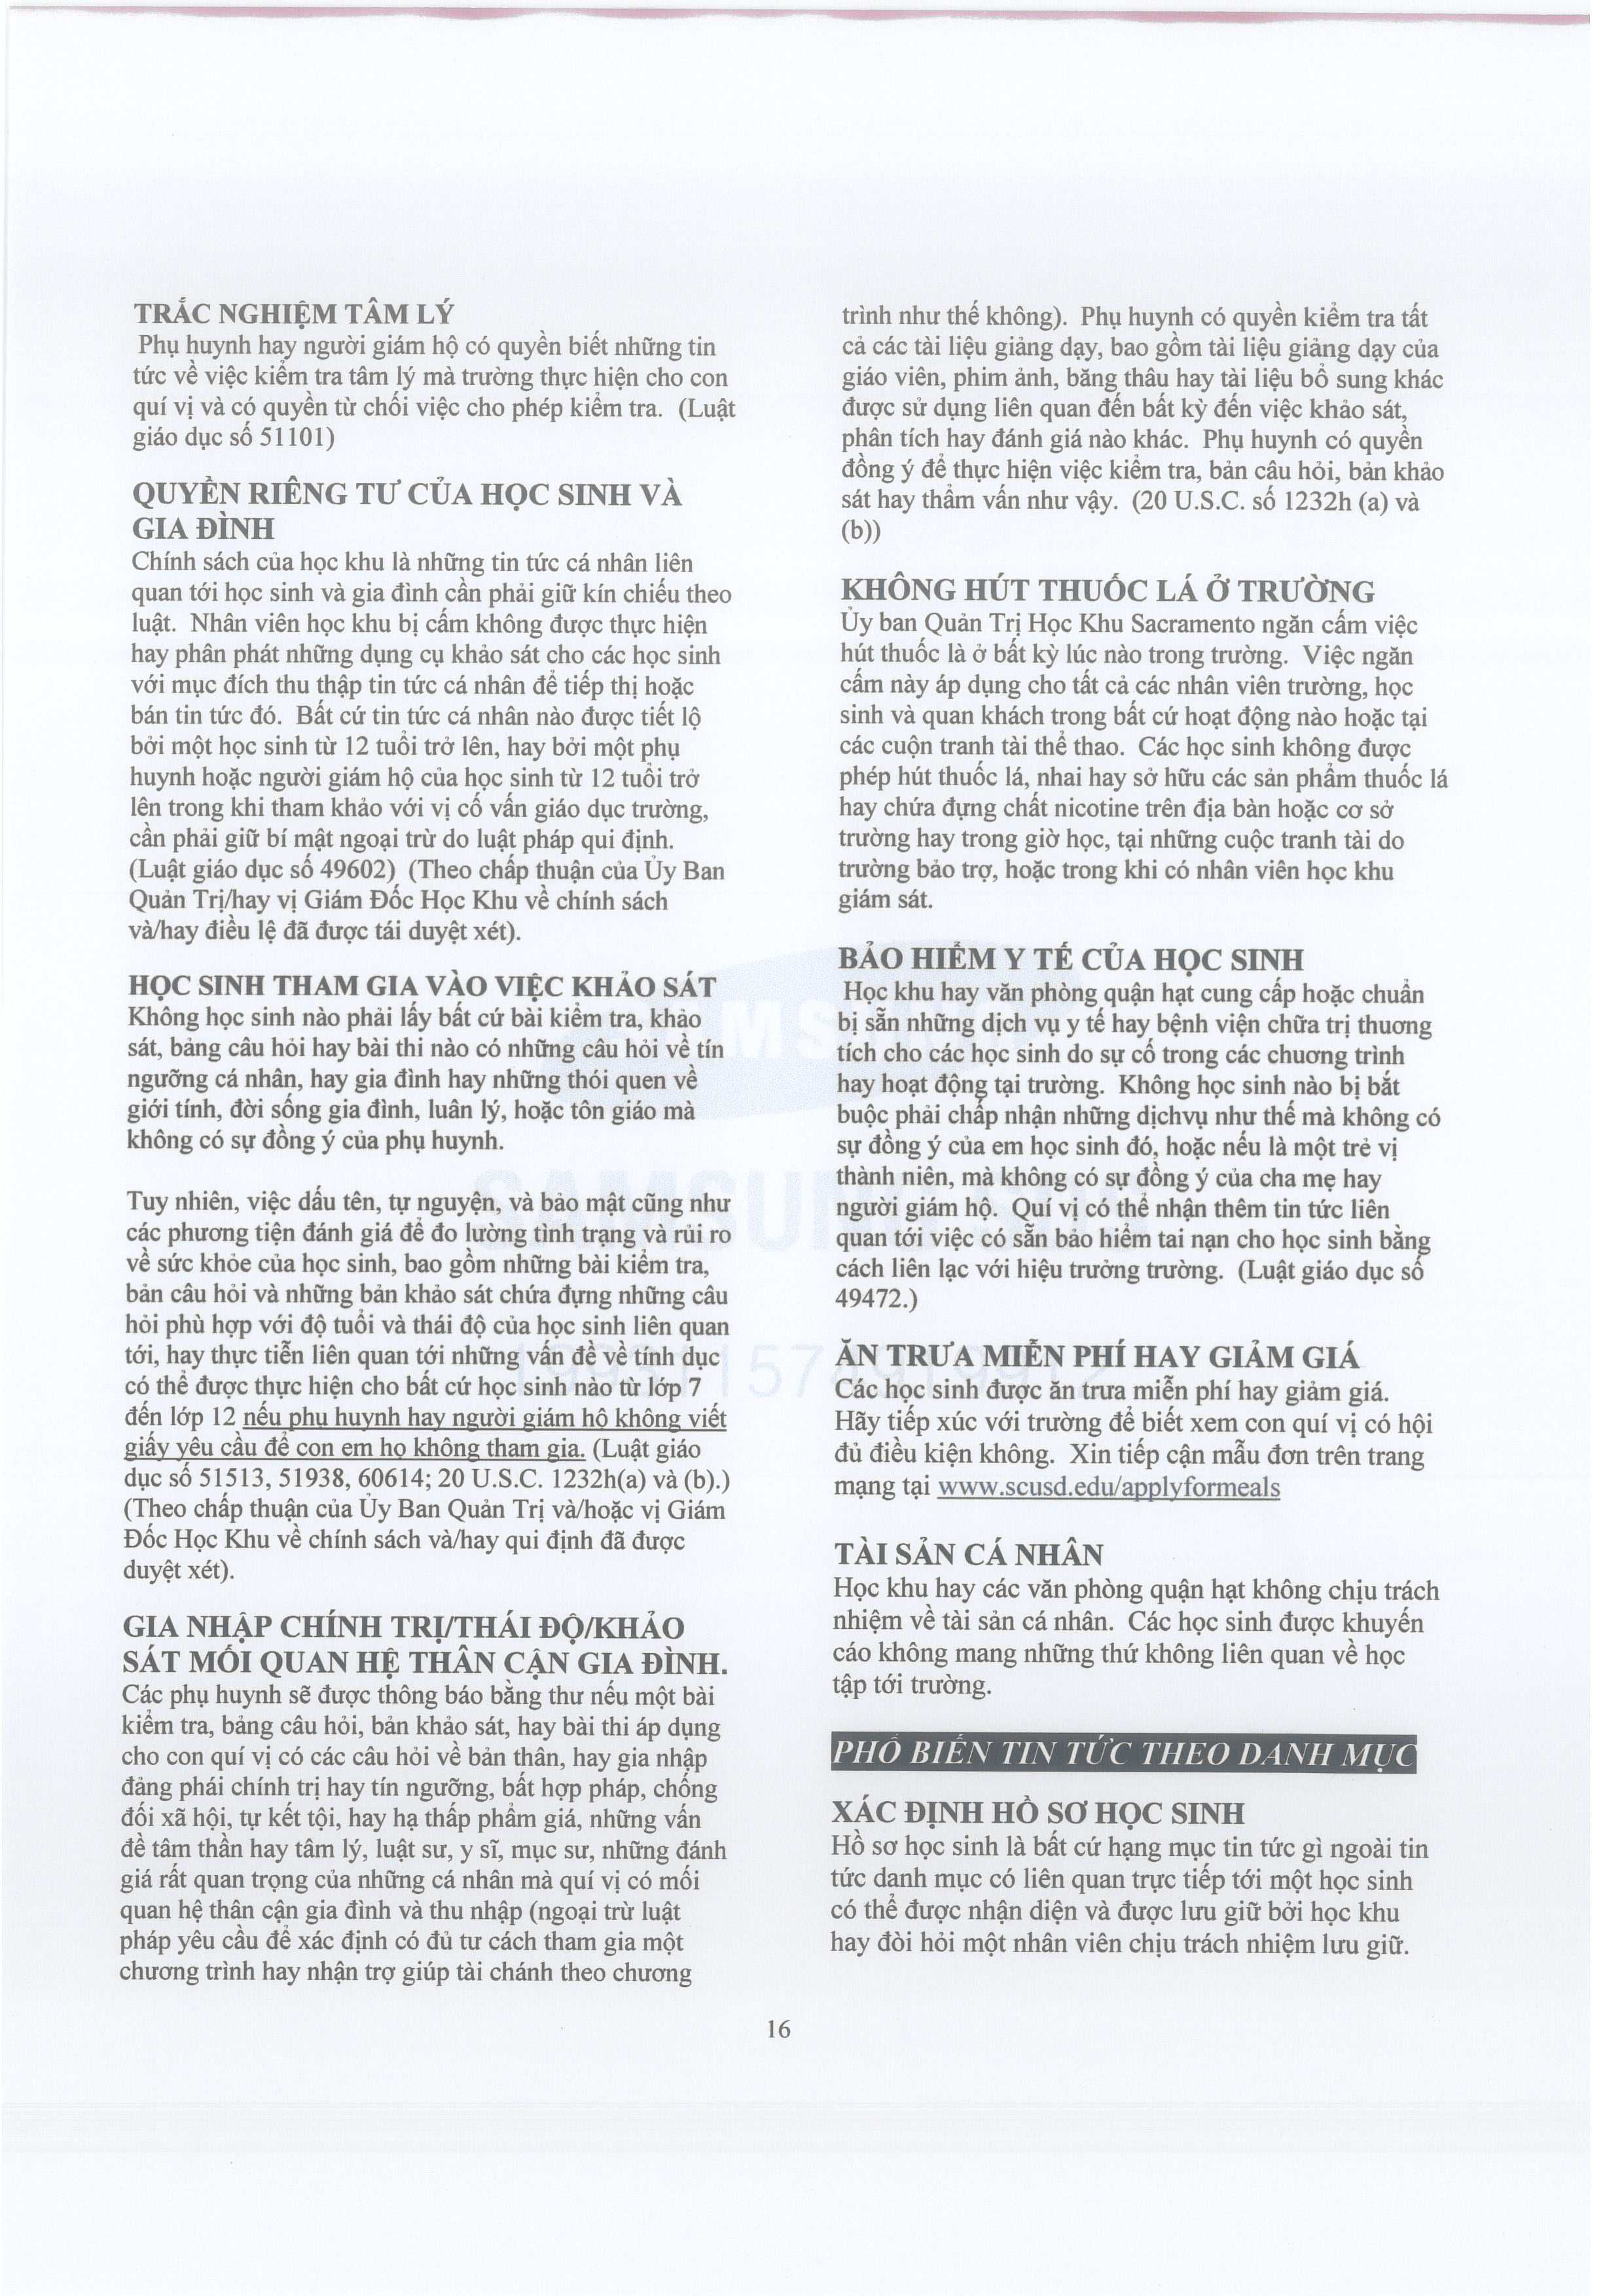 TRẮC NGHIỆM TÂM LÝ
Phụ huynh hay người giám hộ có quyền biết những tin
tức về việc kiểm tra tâm lý mà trường thực hiện cho con
quí vị và có quyền từ chối việc cho phép kiểm tra. (Luật
giáo dục số 51101)
QUYỀN RIÊNG TƯ CỦA HỌC SINH VÀ
GIA ĐÌNH
Chính sách của học khu là những tin tức cá nhân liên
quan tới học sinh và gia đình cần phải giữ kín chiếu theo
luật. Nhân viên học khu bị cấm không được thực hiện
hay phân phát những dụng cụ khảo sát cho các học sinh
với mục đích thu thập tin tức cá nhân để tiếp thị hoặc
bán tin tức đó. Bất cứ tin tức cá nhân nào được tiết lộ
bởi một học sinh từ 12 tuổi trở lên, hay bởi một phụ
huynh hoặc người giám hộ của học sinh từ 12 tuổi trở
lên trong khi tham khảo với vị cố vấn giáo dục trường,
cần phải giữ bí mật ngoại trừ do luật pháp qui định.
(Luật giáo dục số 49602) (Theo chấp thuận của Ủy Ban
Quản Trị/hay vị Giám Đốc Học Khu về chính sách
và/hay điều lệ đã được tái duyệt xét).
HỌC SINH THAM GIA VÀO VIỆC KHẢO SÁT
Không học sinh nào phải lấy bất cứ bài kiểm tra, khảo
sát, bảng câu hỏi hay bài thi nào có những câu hỏi về tín
ngưỡng cá nhân, hay gia đình hay những thói quen về
giới tính, đời sống gia đình, luân lý, hoặc tôn giáo mà
không có sự đồng ý của phụ huynh.
Tuy nhiên, việc dấu tên, tự nguyện, và bảo mật cũng như
các phương tiện đánh giá để đo lường tình trạng và rủi ro
về sức khỏe của học sinh, bao gồm những bài kiểm tra,
bản câu hỏi và những bản khảo sát chứa đựng những câu
hỏi phù hợp với độ tuổi và thái độ của học sinh liên quan
tới, hay thực tiễn liên quan tới những vấn đề về tính dục
có thể được thực hiện cho bất cứ học sinh nào từ lớp 7
đến lớp 12 nếu phụ huynh hay người giám hộ không viết
giấy yêu cầu để con em họ không tham gia. (Luật giáo
dục số 51513, 51938, 60614; 20 U.S.C. 1232h(a) và (b).)
(Theo chấp thuận của Ủy Ban Quản Trị và/hoặc vị Giám
Đốc Học Khu về chính sách và/hay qui định đã được
duyệt xét).
GIA NHẬP CHÍNH TRỊ/THÁI ĐỘ/KHẢO
SÁT MỐI QUAN HỆ THÂN CẬN GIA ĐÌNH.
Các phụ huynh sẽ được thông báo bằng thư nếu một bài
kiểm tra, bảng câu hỏi, bản khảo sát, hay bài thi áp dụng
cho con quí vị có các câu hỏi về bản thân, hay gia nhập
đảng phái chính trị hay tín ngưỡng, bất hợp pháp, chống
đối xã hội, tự kết tội, hay hạ thấp phẩm giá, những vấn
đề tâm thần hay tâm lý, luật sư, y sĩ, mục sư, những đánh
giá rất quan trọng của những cá nhân mà quí vị có mối
quan hệ thân cận gia đình và thu nhập (ngoại trừ luật
pháp yêu cầu để xác định có đủ tư cách tham gia một
chương trình hay nhận trợ giúp tài chánh theo chương
trình như thế không). Phụ huynh có quyền kiểm tra tất
cả các tài liệu giảng dạy, bao gồm tài liệu giảng dạy của
giáo viên, phim ảnh, băng thâu hay tài liệu bổ sung khác
được sử dụng liên quan đến bất kỳ đến việc khảo sát,
phân tích hay đánh giá nào khác. Phụ huynh có quyền
đồng ý để thực hiện việc kiểm tra, bản câu hỏi, bản khảo
sát hay thẩm vấn như vậy. (20 U.S.C. số 1232h (a) và
(b))
KHÔNG HÚT THUỐC LÁ Ở TRƯỜNG
Ủy ban Quản Trị Học Khu Sacramento ngăn cấm việc
hút thuốc là ở bất kỳ lúc nào trong trường. Việc ngăn
cấm này áp dụng cho tất cả các nhân viên trường, học
sinh và quan khách trong bất cứ hoạt động nào hoặc tại
các cuộn tranh tài thể thao. Các học sinh không được
phép hút thuốc lá, nhai hay sở hữu các sản phẩm thuốc lá
hay chứa đựng chất nicotine trên địa bàn hoặc cơ sở
trường hay trong giờ học, tại những cuộc tranh tài do
trường bảo trợ, hoặc trong khi có nhân viên học khu
giám sát.
BẢO HIỂM Y TẾ CỦA HỌC SINH
Học khu hay văn phòng quận hạt cung cấp hoặc chuẩn
bị sẵn những dịch vụ y tế hay bệnh viện chữa trị thương
tích cho các học sinh do sự cố trong các chương trình
hay hoạt động tại trường. Không học sinh nào bị bắt
buộc phải chấp nhận những dịchvụ như thế mà không có
sự đồng ý của em học sinh đó, hoặc nếu là một trẻ vị
thành niên, mà không có sự đồng ý của cha mẹ hay
người giám hộ. Quí vị có thể nhận thêm tin tức liên
quan tới việc có sẵn bảo hiểm tai nạn cho học sinh bằng
cách liên lạc với hiệu trưởng trường. (Luật giáo dục số
49472.)
ĂN TRƯA MIỄN PHÍ HAY GIẢM GIÁ
Các học sinh được ăn trưa miễn phí hay giảm giá.
Hãy tiếp xúc với trường để biết xem con quí vị có hội
đủ điều kiện không. Xin tiếp cận mẫu đơn trên trang
mạng tại www.scusd.edu/applyformeals
TÀI SẢN CÁ NHÂN
Học khu hay các văn phòng quận hạt không chịu trách
nhiệm về tài sản cá nhân. Các học sinh được khuyến
cáo không mang những thứ không liên quan về học
tập tới trường.
PHỔ BIẾN TIN TỨC THEO DANH MỤC
XÁC ĐỊNH HỒ SƠ HỌC SINH
Hồ sơ học sinh là bất cứ hạng mục tin tức gì ngoài tin
tức danh mục có liên quan trực tiếp tới một học sinh
có thể được nhận diện và được lưu giữ bởi học khu
hay đòi hỏi một nhân viên chịu trách nhiệm lưu giữ.
16